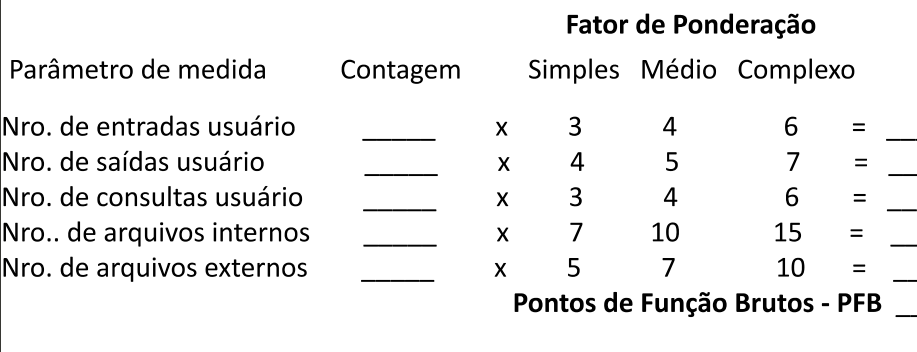 Fator de Ponderação
Parâmetro de medida Contagem Simples Médio Complexo
Nro. de entradas usuário _____ x 3 4 6 = __
Nro. de saídas usuário _____ x 4 5 7 = __
Nro. de consultas usuário _____ x 3 4 6 = __
Nro.. de arquivos internos _____ x 7 10 15 = __
Nro. de arquivos externos _____ x 5 7 10 = __
Pontos de Função Brutos - PFB __